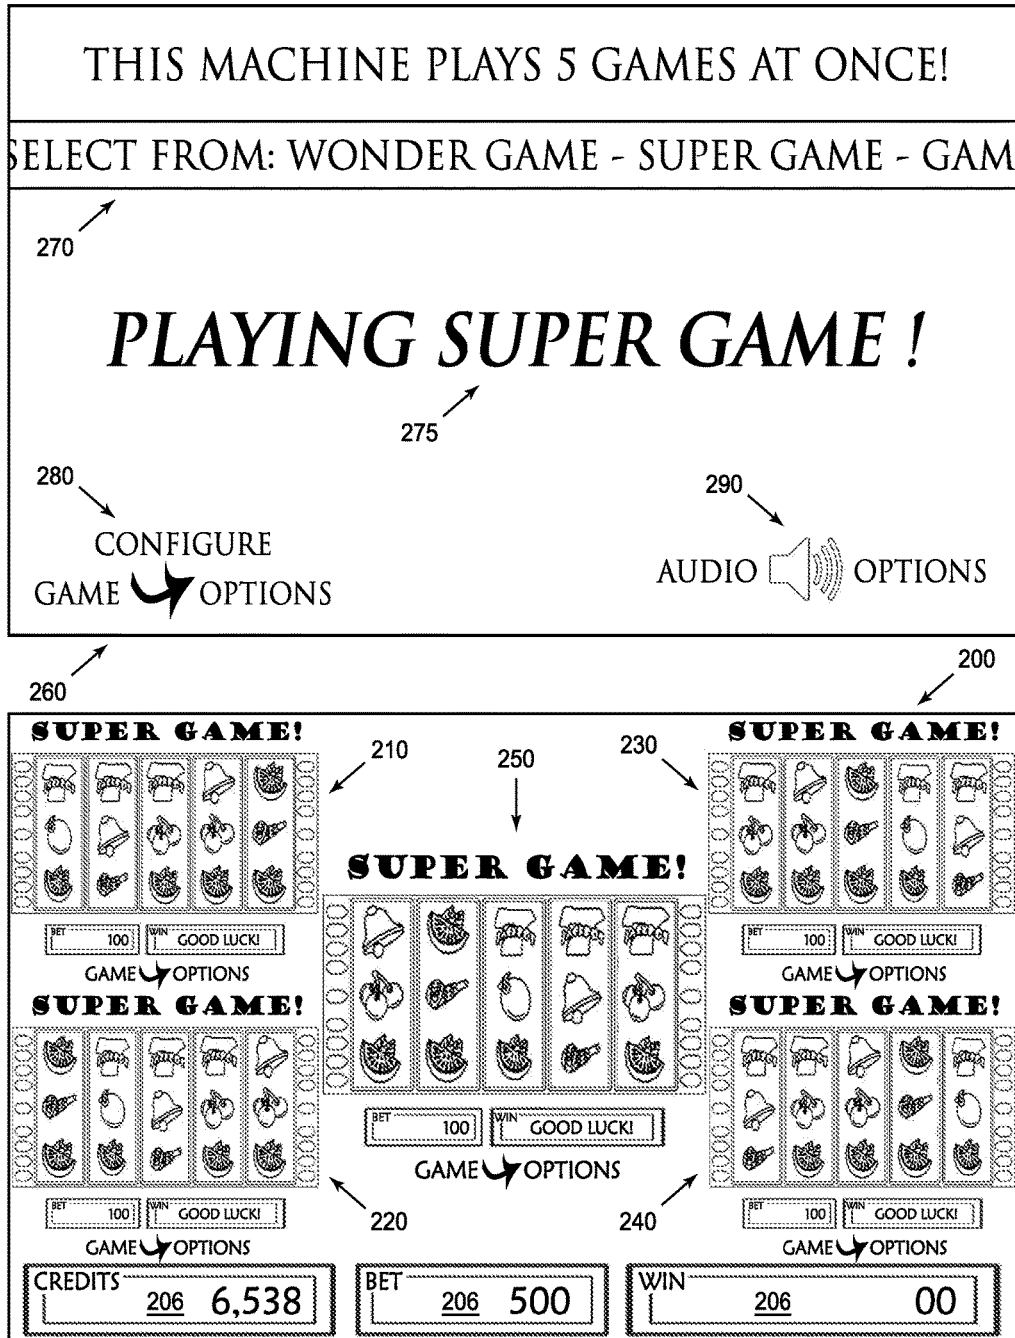 THIS MACHINE PLAYS 5 GAMES AT ONCE!
SELECT FROM: WONDER GAME - SUPER GAME - GAM
270
PLAYING SUPER GAME !
275
280
290
CONFIGURE
GAME OPTIONS
AUDIO OPTIONS
260
200
SUPER GAME!
210
250
230
SUPER GAME!
SUPER GAME!
BET 100 WIN GOOD LUCK!
GAME OPTIONS
BET 100 WIN GOOD LUCK!
GAME OPTIONS
SUPER GAME!
SUPER GAME!
BET 100 WIN GOOD LUCK!
GAME OPTIONS
220
240
BET 100 WIN GOOD LUCK!
GAME OPTIONS
BET 100 WIN GOOD LUCK!
GAME OPTIONS
CREDITS 206 6,538
BET 206 500
WIN 206 00